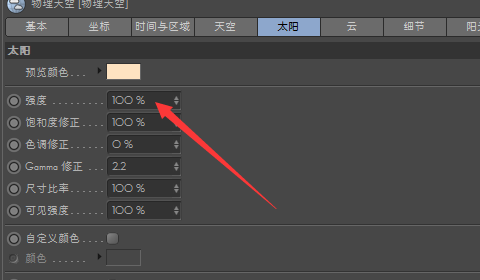 物理天空 [物理天空]
基本 坐标 时间与区域 天空 太阳 云 细节
太阳
预览颜色 . . .
强度 . . . . . . . . . 100 %
饱和度修正 . . . . 100 %
色调修正 . . . . . . 0 %
Gamma 修正 . . . 2.2
尺寸比率 . . . . . . 100 %
可见强度 . . . . . . 100 %
自定义颜色 . . . .
颜色 . . . . . .